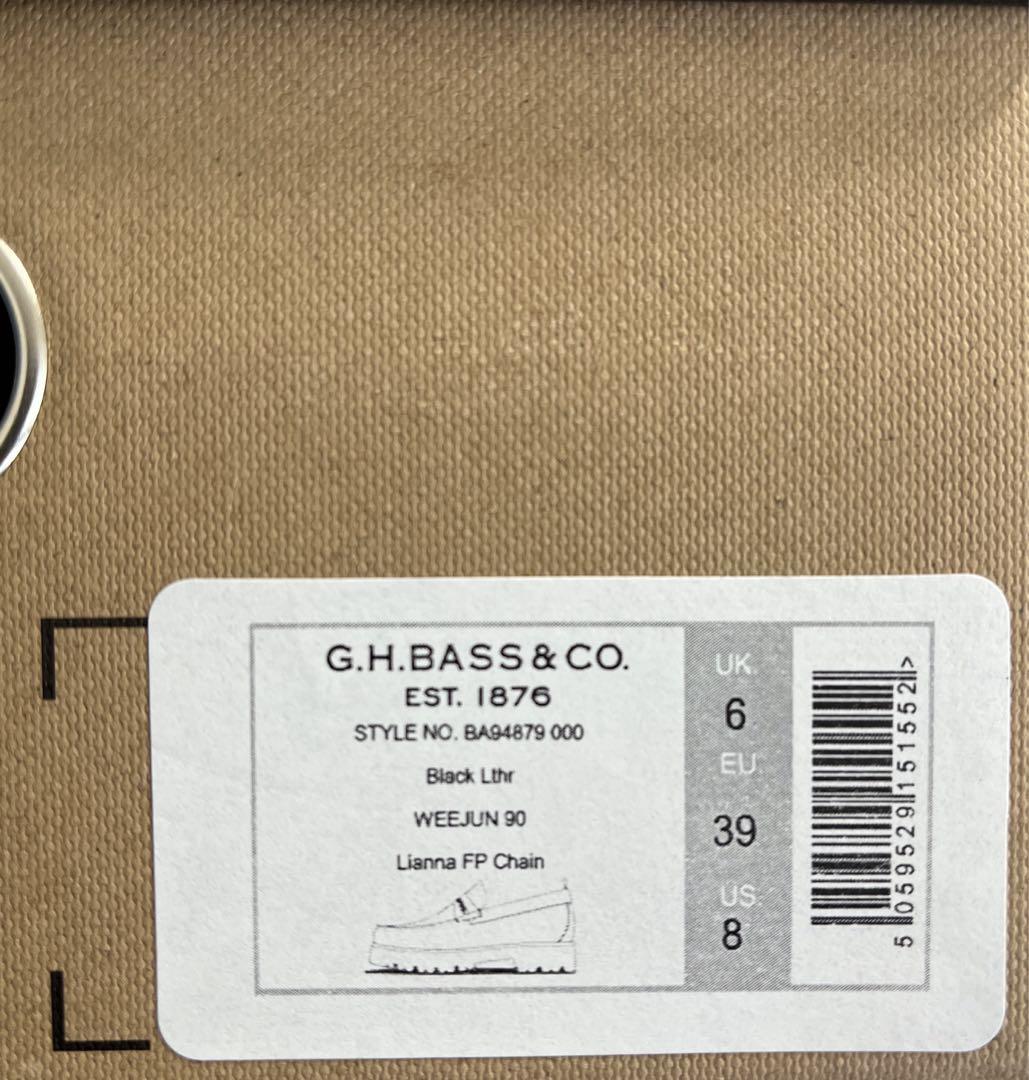 G.H.BASS & CO.
EST. 1876
STYLE NO. BA94879 000
Black Lthr
WEEJUN 90
Lianna FP Chain
UK.
6
EU.
39
US.
8
5 059529 151552 >